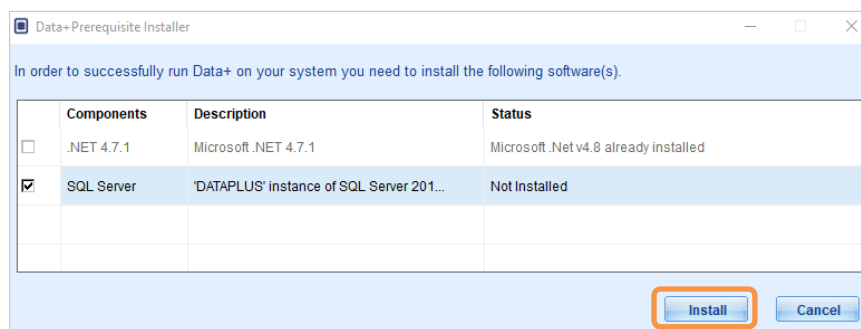 Data+Prerequisite Installer
In order to successfully run Data+ on your system you need to install the following software(s).
Components Description Status
.NET 4.7.1 Microsoft .NET 4.7.1 Microsoft .Net v4.8 already installed
SQL Server 'DATAPLUS' instance of SQL Server 201... Not Installed
Install Cancel